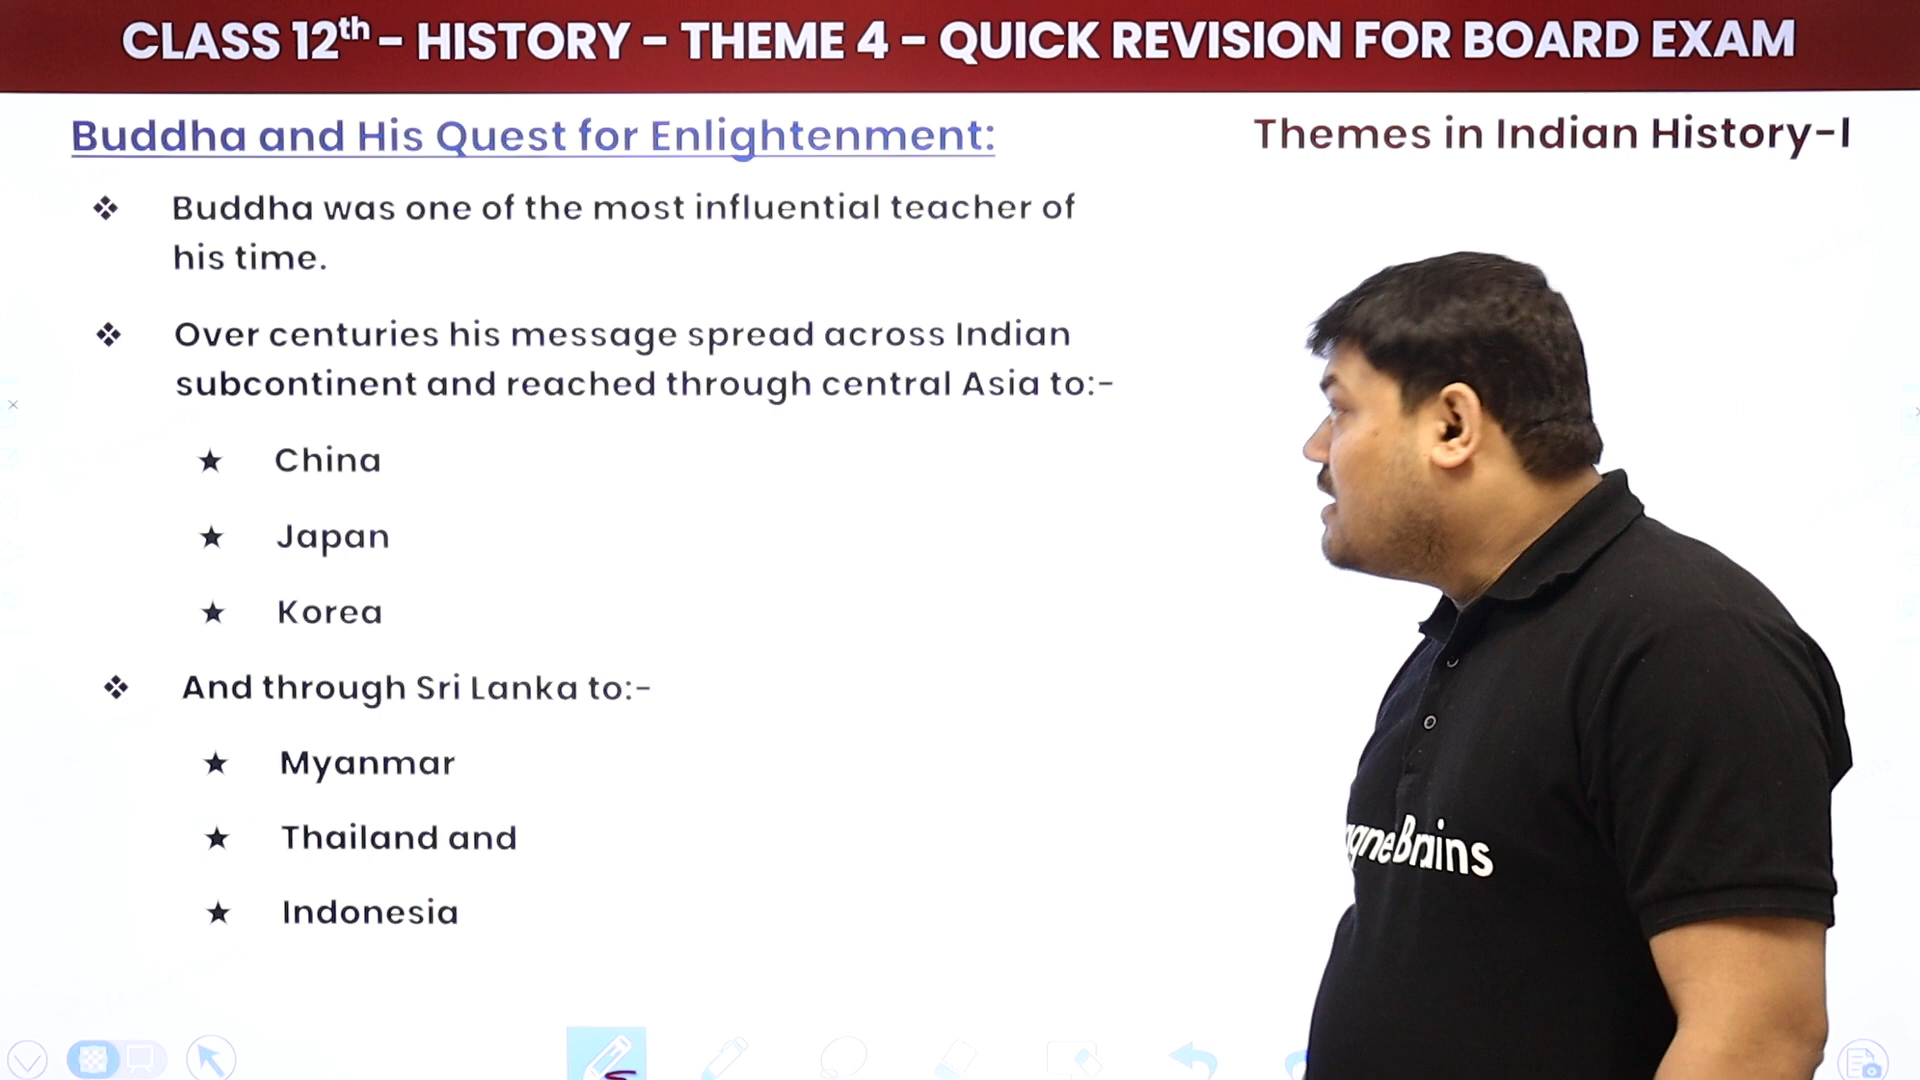 CLASS 12th - HISTORY - THEME 4 - QUICK REVISION FOR BOARD EXAM
Buddha and His Quest for Enlightenment:
Themes in Indian History-I
❖ Buddha was one of the most influential teacher of
his time.
❖ Over centuries his message spread across Indian
subcontinent and reached through central Asia to:-
★ China
★ Japan
★ Korea
❖ And through Sri Lanka to:-
★ Myanmar
★ Thailand and
★ Indonesia
Brains